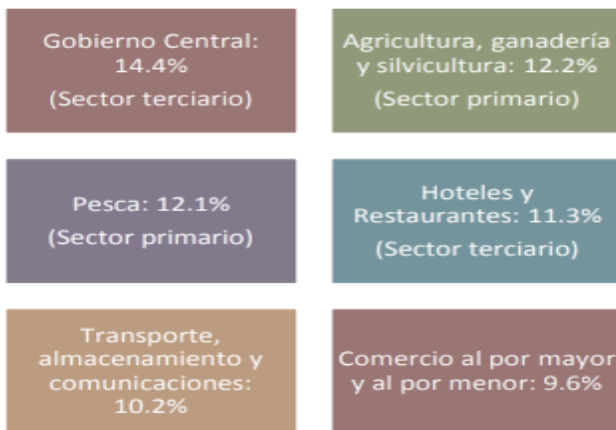 Gobierno Central:
14.4%
(Sector terciario)
Agricultura, ganadería
y silvicultura: 12.2%
(Sector primario)
Pesca: 12.1%
(Sector primario)
Hoteles y
Restaurantes: 11.3%
(Sector terciario)
Transporte,
almacenamiento y
comunicaciones:
10.2%
Comercio al por mayor
y al por menor: 9.6%